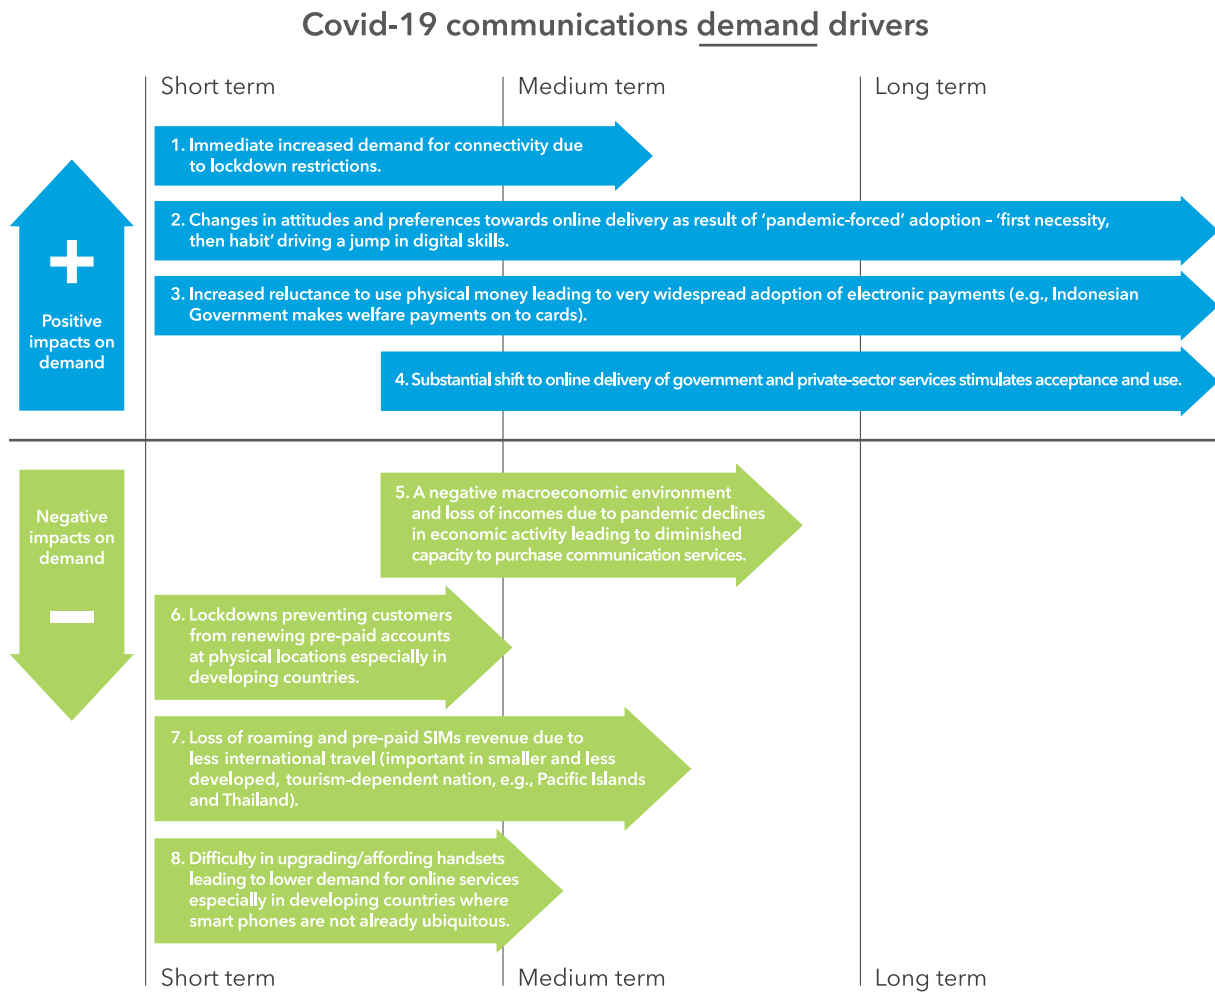 Covid-19 communications demand drivers
Short term
Medium term
Long term
1. Immediate increased demand for connectivity due
to lockdown restrictions.
2. Changes in attitudes and preferences towards online delivery as result of ‘pandemic-forced’ adoption – ‘first necessity,
then habit’ driving a jump in digital skills.
3. Increased reluctance to use physical money leading to very widespread adoption of electronic payments (e.g., Indonesian
Government makes welfare payments on to cards).
4. Substantial shift to online delivery of government and private-sector services stimulates acceptance and use.
+
Positive
impacts on
demand
Negative
impacts on
demand
–
5. A negative macroeconomic environment
and loss of incomes due to pandemic declines
in economic activity leading to diminished
capacity to purchase communication services.
6. Lockdowns preventing customers
from renewing pre-paid accounts
at physical locations especially in
developing countries.
7. Loss of roaming and pre-paid SIMs revenue due to
less international travel (important in smaller and less
developed, tourism-dependent nation, e.g., Pacific Islands
and Thailand).
8. Difficulty in upgrading/affording handsets
leading to lower demand for online services
especially in developing countries where
smart phones are not already ubiquitous.
Short term
Medium term
Long term